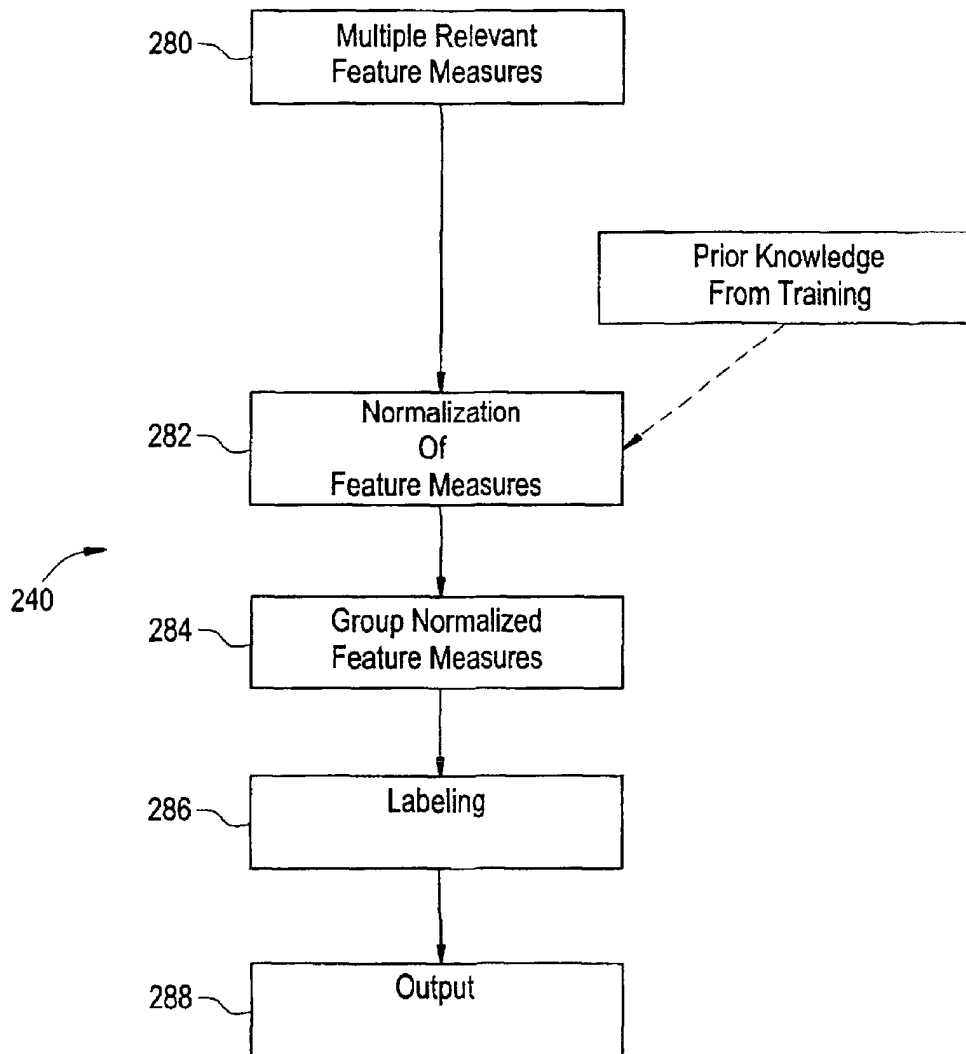 280
Multiple Relevant
Feature Measures
Prior Knowledge
From Training
282
Normalization
Of
Feature Measures
240
284
Group Normalized
Feature Measures
286
Labeling
288
Output